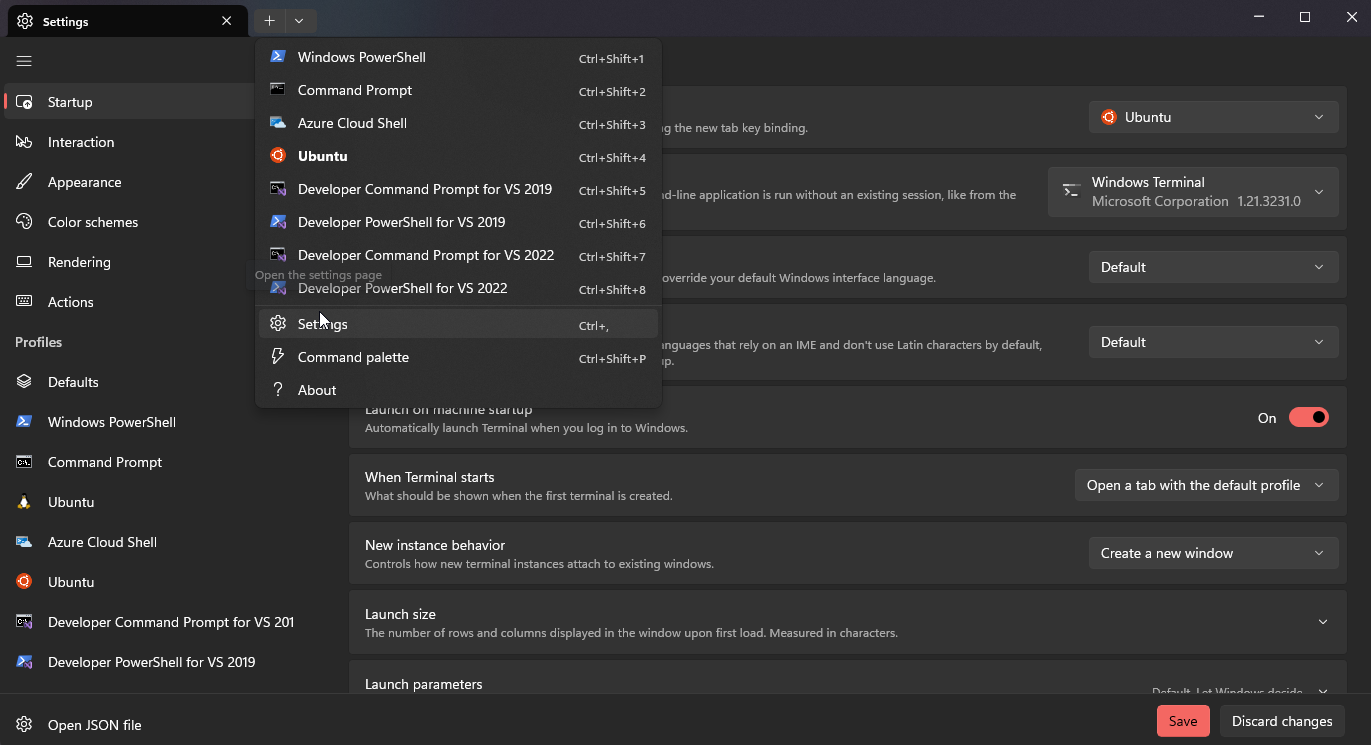 Settings
Startup
Interaction
Appearance
Color schemes
Rendering
Actions
Profiles
Defaults
Windows PowerShell
Command Prompt
Ubuntu
Azure Cloud Shell
Ubuntu
Developer Command Prompt for VS 201
Developer PowerShell for VS 2019
Open JSON file
Windows PowerShell Ctrl+Shift+1
Command Prompt Ctrl+Shift+2
Azure Cloud Shell Ctrl+Shift+3
Ubuntu Ctrl+Shift+4
Developer Command Prompt for VS 2019 Ctrl+Shift+5
Developer PowerShell for VS 2019 Ctrl+Shift+6
Developer Command Prompt for VS 2022 Ctrl+Shift+7
Open the settings page
Developer PowerShell for VS 2022 Ctrl+Shift+8
Settings Ctrl+,
Command palette Ctrl+Shift+P
About
the new tab key binding.
Ubuntu
d-line application is run without an existing session, like from the
Windows Terminal
Microsoft Corporation 1.21.3231.0
override your default Windows interface language.
Default
nguages that rely on an IME and don't use Latin characters by default,
p.
Default
Launch on machine startup
Automatically launch Terminal when you log in to Windows.
On
When Terminal starts
What should be shown when the first terminal is created.
Open a tab with the default profile
New instance behavior
Controls how new terminal instances attach to existing windows.
Create a new window
Launch size
The number of rows and columns displayed in the window upon first load. Measured in characters.
Launch parameters
Default, Let Windows decide
Save
Discard changes